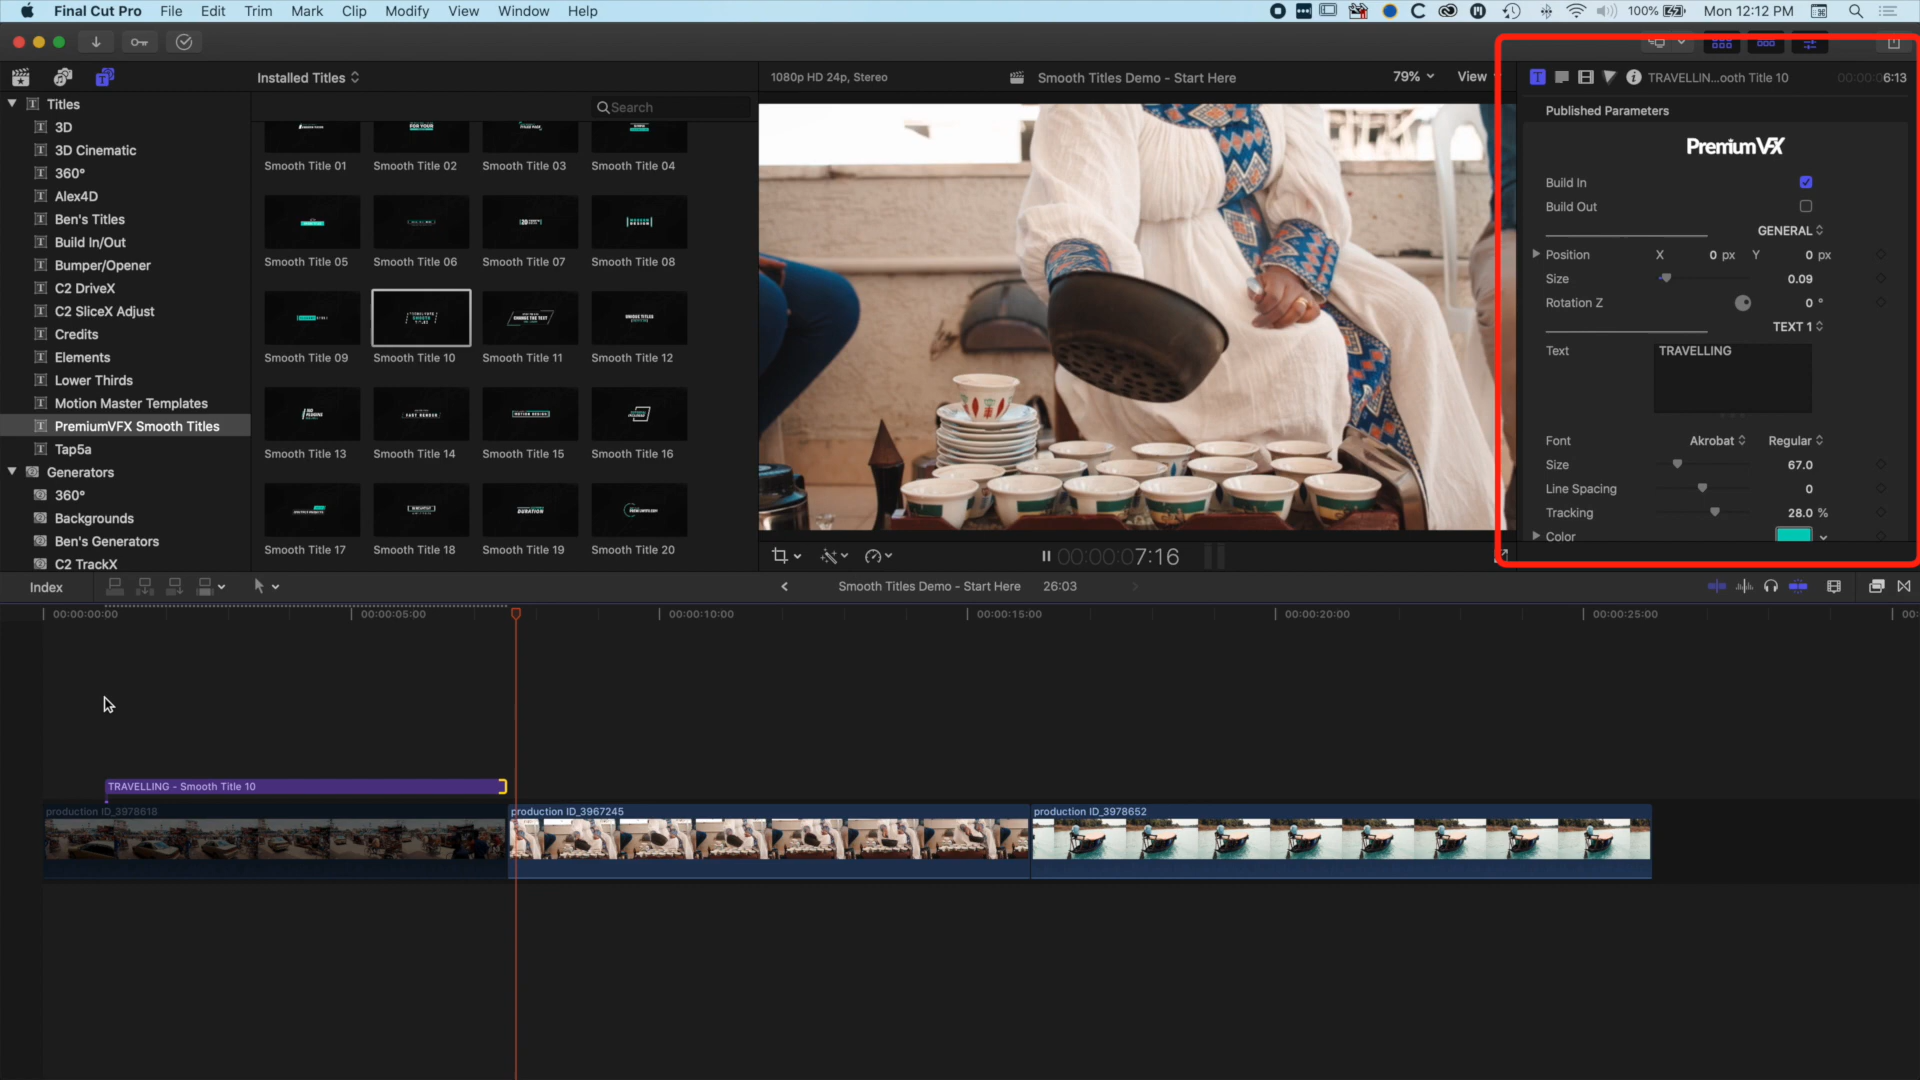 Final Cut Pro File Edit Trim Mark Clip Modify View Window Help 100% Mon 12:12 PM
Installed Titles
Search
Titles
3D
3D Cinematic
360°
Alex4D
Ben's Titles
Build In/Out
Bumper/Opener
C2 DriveX
C2 SliceX Adjust
Credits
Elements
Lower Thirds
Motion Master Templates
PremiumVFX Smooth Titles
Tap5a
Generators
360°
Backgrounds
Ben's Generators
C2 TrackX
Smooth Title 01 Smooth Title 02 Smooth Title 03 Smooth Title 04
Smooth Title 05 Smooth Title 06 Smooth Title 07 Smooth Title 08
Smooth Title 09 Smooth Title 10 Smooth Title 11 Smooth Title 12
Smooth Title 13 Smooth Title 14 Smooth Title 15 Smooth Title 16
Smooth Title 17 Smooth Title 18 Smooth Title 19 Smooth Title 20
1080p HD 24p, Stereo Smooth Titles Demo - Start Here 79% View
00:00:07:16
TRAVELLIN...ooth Title 10 00:00:06:13
Published Parameters
PremiumVFX
Build In
Build Out
GENERAL
Position X 0 px Y 0 px
Size 0.09
Rotation Z 0 °
TEXT 1
Text TRAVELLING
Font Akrobat Regular
Size 67.0
Line Spacing 0
Tracking 28.0 %
Color
Index Smooth Titles Demo - Start Here 26:03
00:00:00:00 00:00:05:00 00:00:10:00 00:00:15:00 00:00:20:00 00:00:25:00 00:
TRAVELLING - Smooth Title 10
production ID_3978618 production ID_3967245 production ID_3978652